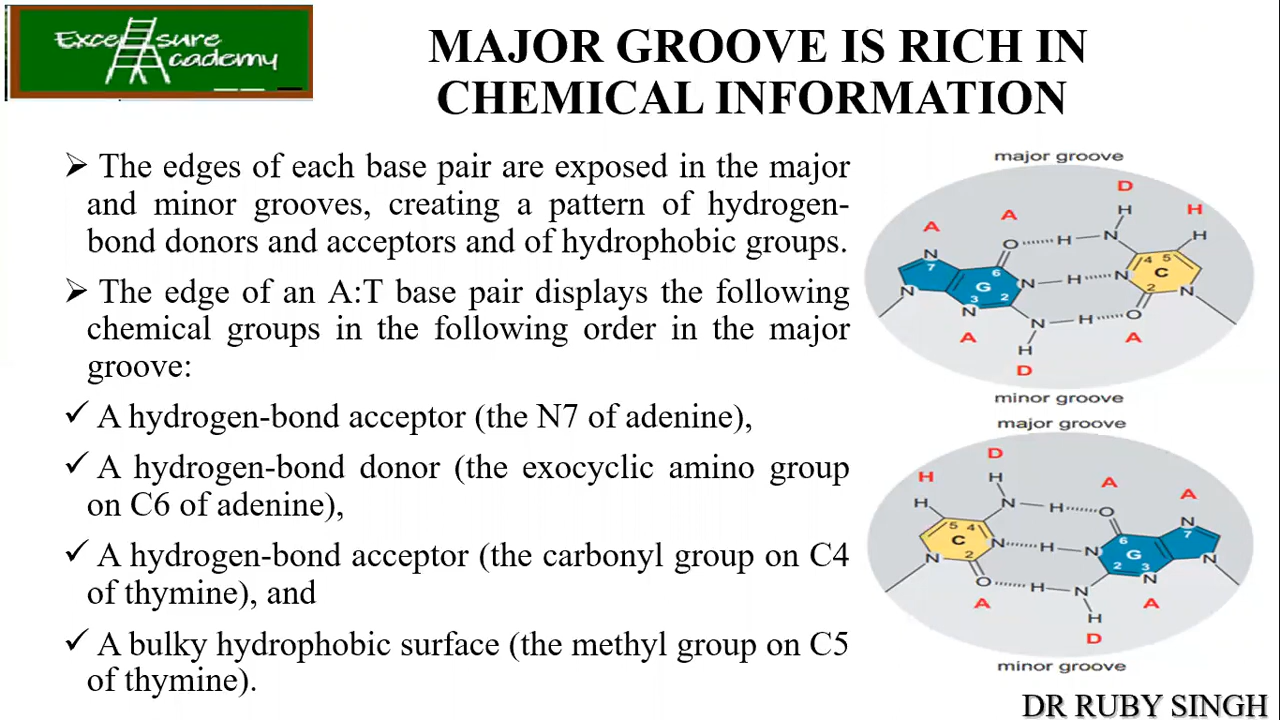 Excel sure
Academy
MAJOR GROOVE IS RICH IN
CHEMICAL INFORMATION
➢ The edges of each base pair are exposed in the major
and minor grooves, creating a pattern of hydrogen-
bond donors and acceptors and of hydrophobic groups.
➢ The edge of an A:T base pair displays the following
chemical groups in the following order in the major
groove:
✓ A hydrogen-bond acceptor (the N7 of adenine),
✓ A hydrogen-bond donor (the exocyclic amino group
on C6 of adenine),
✓ A hydrogen-bond acceptor (the carbonyl group on C4
of thymine), and
✓ A bulky hydrophobic surface (the methyl group on C5
of thymine).
major groove
D
A A H H
O H N H
N 7 6 4 5
G N H N C
N 3 2 2 N
N N H O
A H A
D
minor groove
major groove
D
H H A A
H N H O N
5 4 6 7
C N H N G
N 2 2 3 N
O H N N
A H A
D
minor groove
DR RUBY SINGH